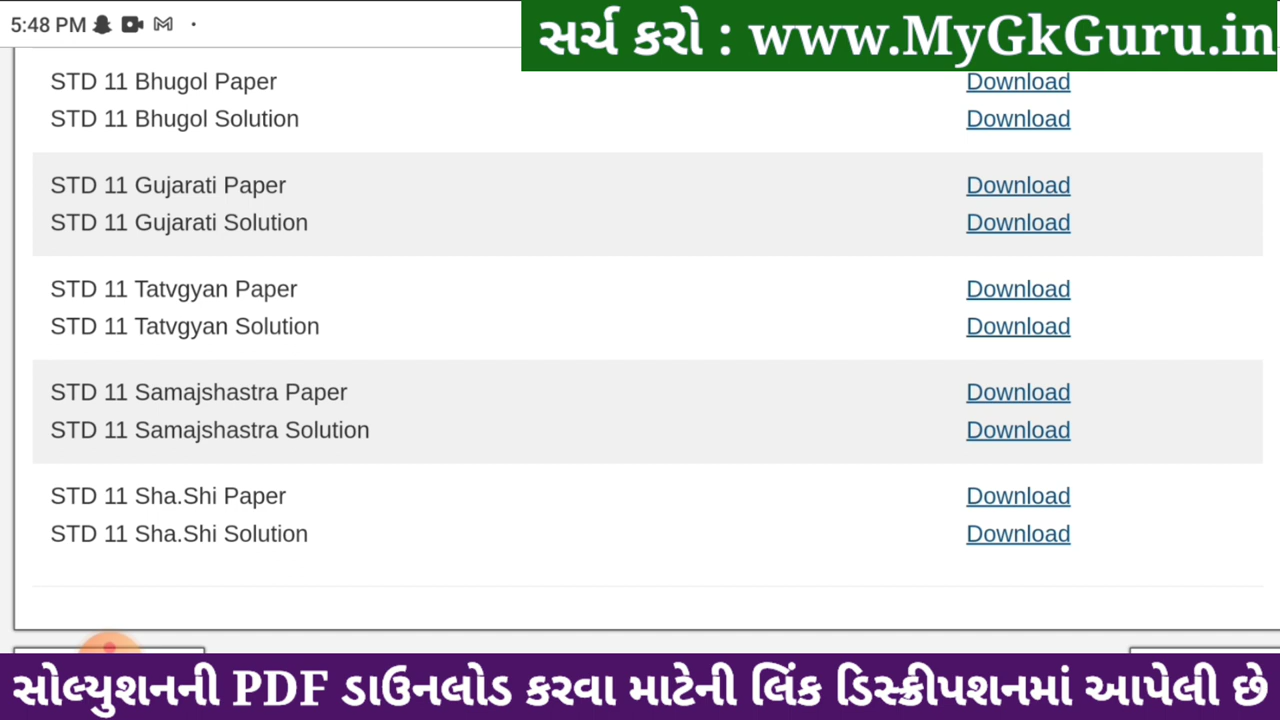 5:48 PM
સર્ચ કરો : www.MyGkGuru.in
STD 11 Bhugol Paper Download
STD 11 Bhugol Solution Download
STD 11 Gujarati Paper Download
STD 11 Gujarati Solution Download
STD 11 Tatvgyan Paper Download
STD 11 Tatvgyan Solution Download
STD 11 Samajshastra Paper Download
STD 11 Samajshastra Solution Download
STD 11 Sha.Shi Paper Download
STD 11 Sha.Shi Solution Download
સોલ્યુશનની PDF ડાઉનલોડ કરવા માટેની લિંક ડિસ્ક્રીપશનમાં આપેલી છે